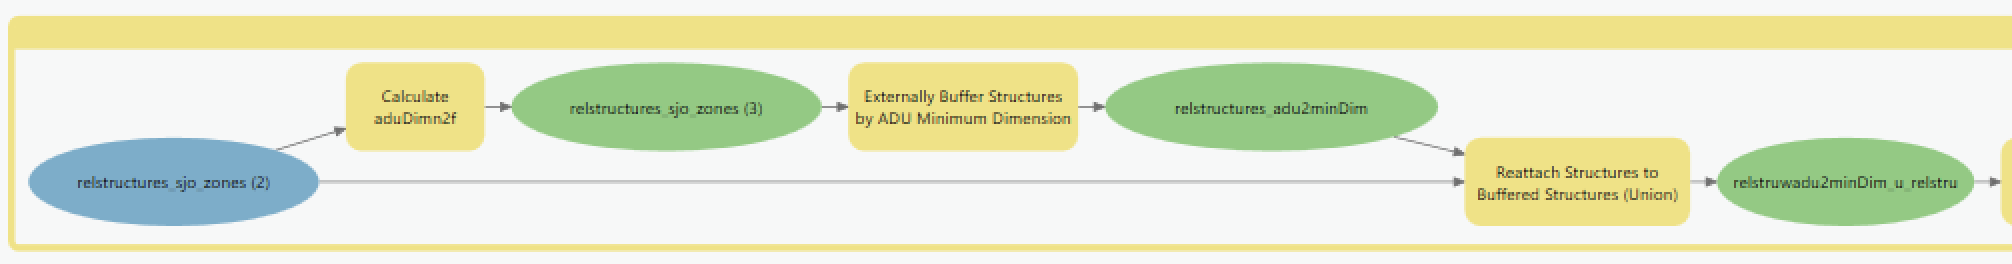 Calculate
aduDimn2f
relstructures_sjo_zones (3)
Externally Buffer Structures
by ADU Minimum Dimension
relstructures_adu2minDim
relstructures_sjo_zones (2)
Reattach Structures to
Buffered Structures (Union)
relstruwadu2minDim_u_relstru